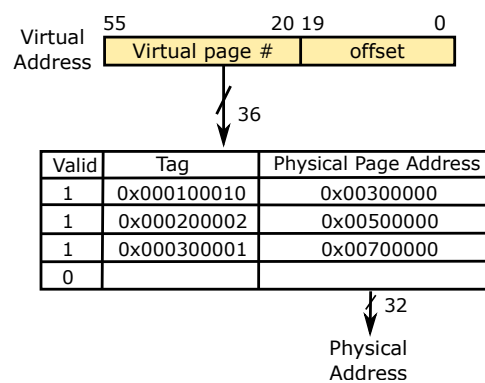 55 20 19 0
Virtual Address
Virtual page # offset
36
Valid Tag Physical Page Address
1 0x000100010 0x00300000
1 0x000200002 0x00500000
1 0x000300001 0x00700000
0
32
Physical
Address